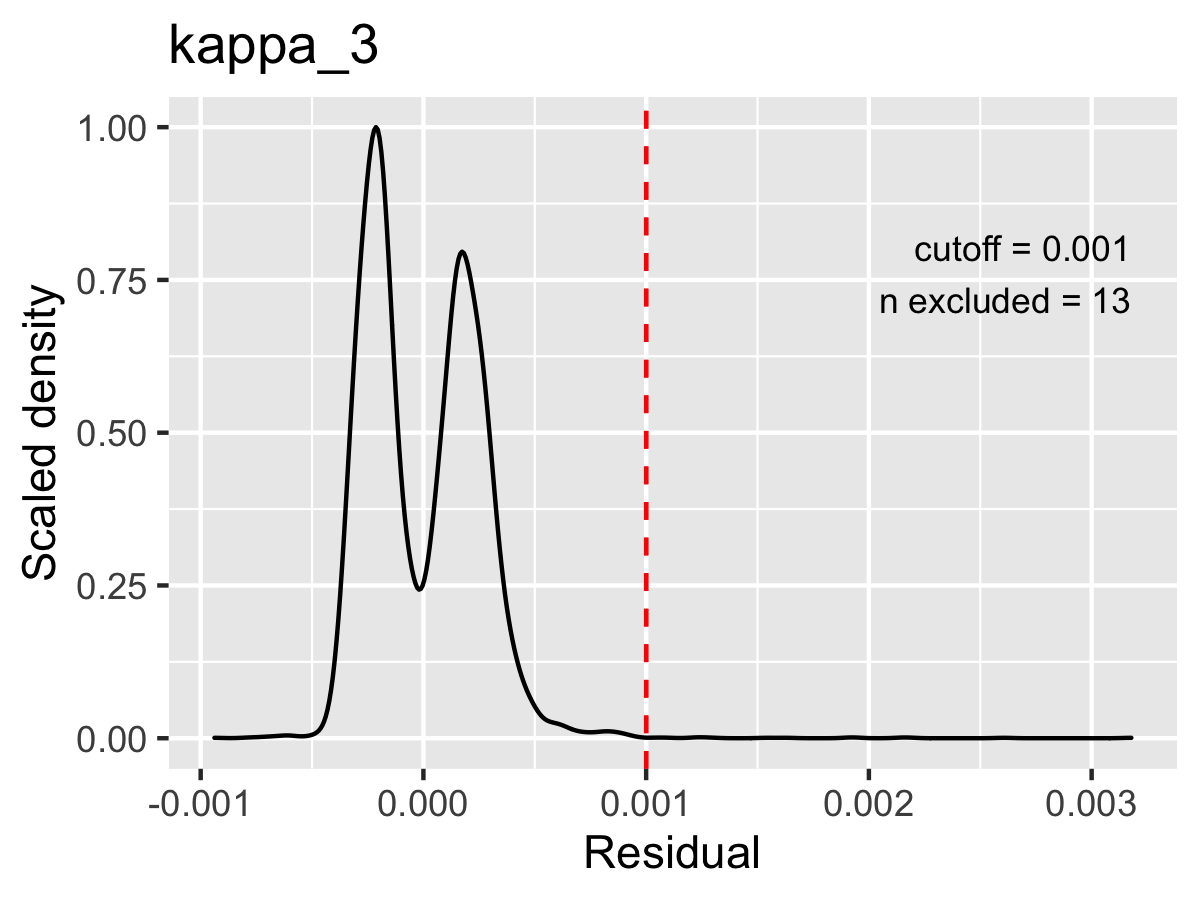 kappa_3
1.00
0.75
0.50
0.25
0.00
Scaled density
cutoff = 0.001
n excluded = 13
-0.001 0.000 0.001 0.002 0.003
Residual